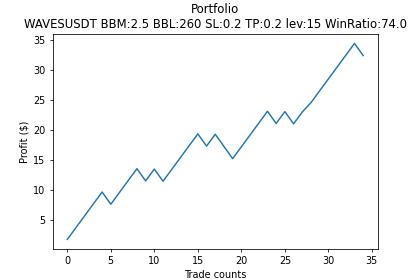 Portfolio
WAVESUSDT BBM:2.5 BBL:260 SL:0.2 TP:0.2 lev:15 WinRatio:74.0
35
30
25
20
15
10
5
Profit ($)
0 5 10 15 20 25 30 35
Trade counts